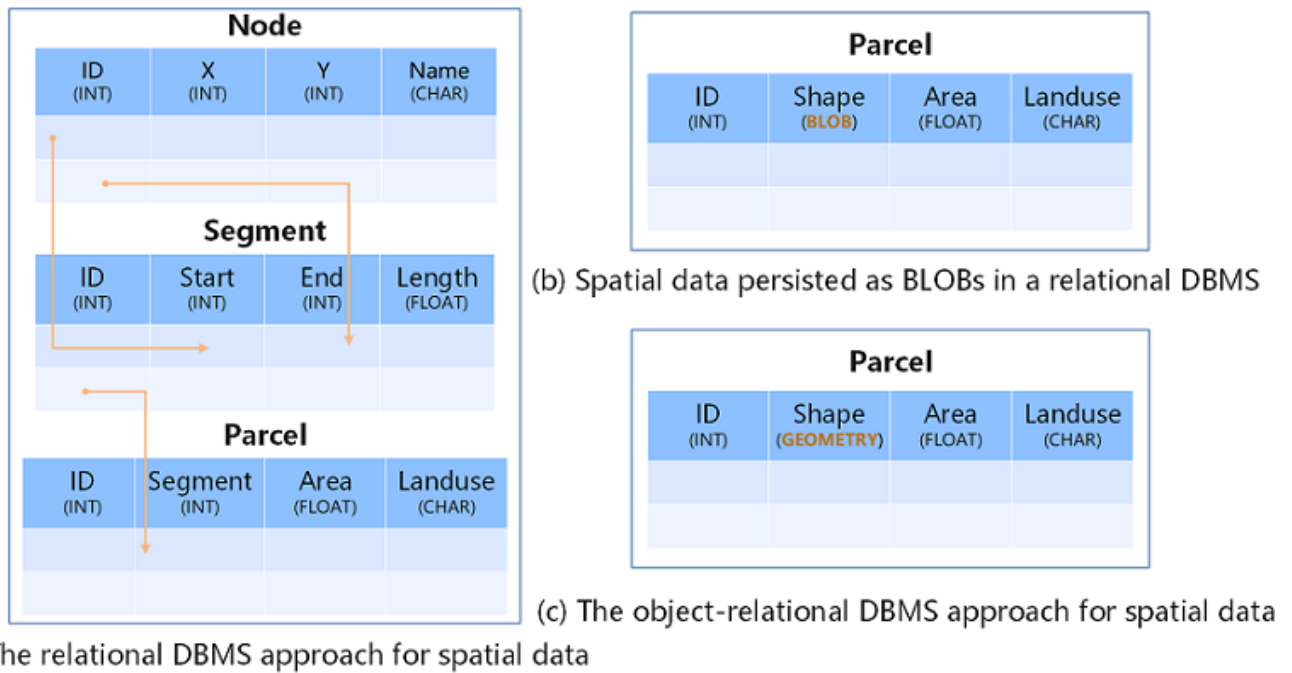 Node
ID X Y Name
(INT) (INT) (INT) (CHAR)
Segment
ID Start End Length
(INT) (INT) (INT) (FLOAT)
Parcel
ID Segment Area Landuse
(INT) (INT) (FLOAT) (CHAR)
he relational DBMS approach for spatial data
Parcel
ID Shape Area Landuse
(INT) (BLOB) (FLOAT) (CHAR)
(b) Spatial data persisted as BLOBs in a relational DBMS
Parcel
ID Shape Area Landuse
(INT) (GEOMETRY) (FLOAT) (CHAR)
(c) The object-relational DBMS approach for spatial data